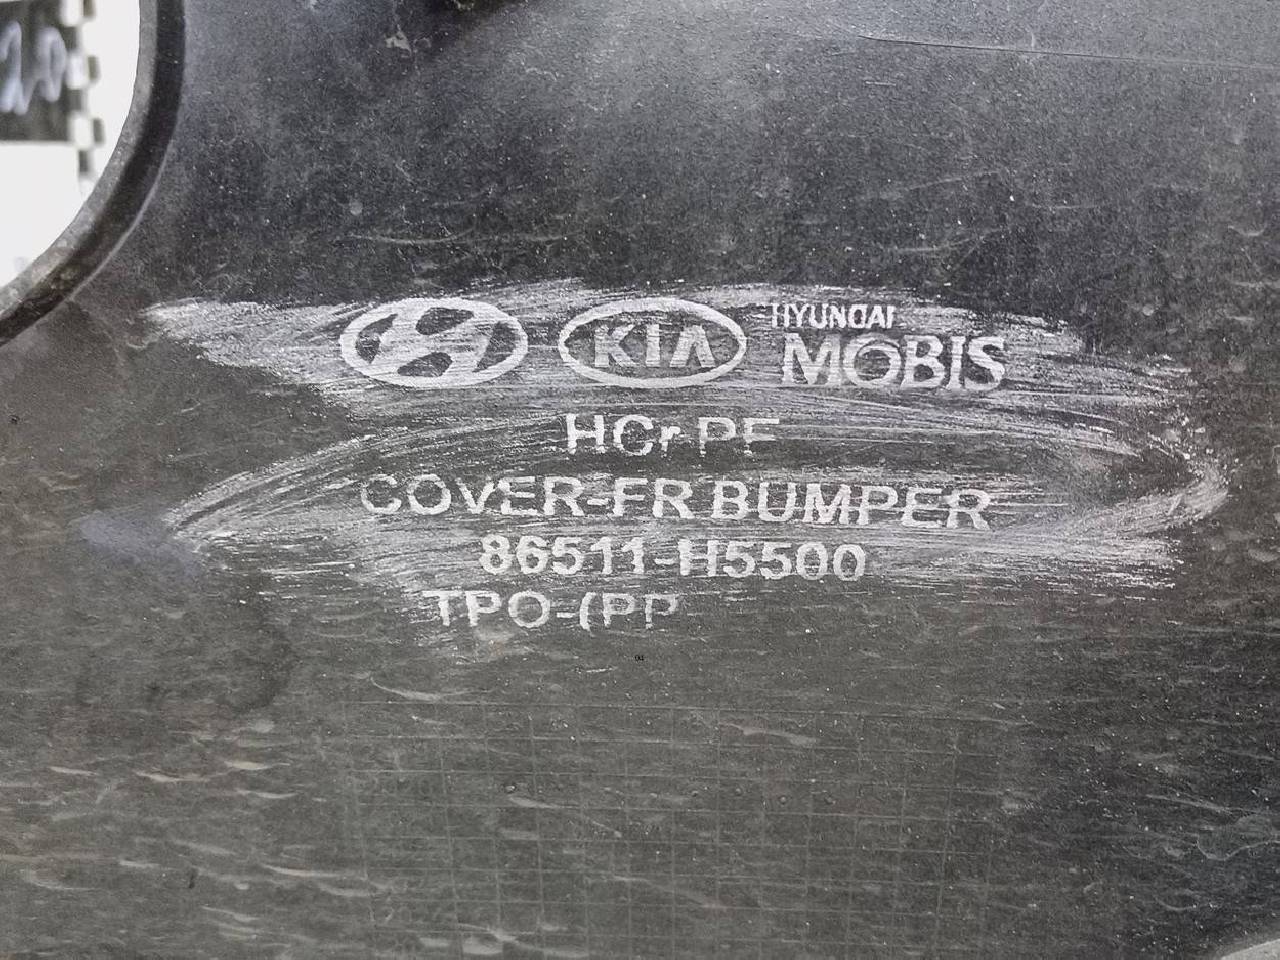 KIA
HYUNDAI
MOBIS
HCr PE
COVER-FR BUMPER
86511-H5500
TPO-(PP